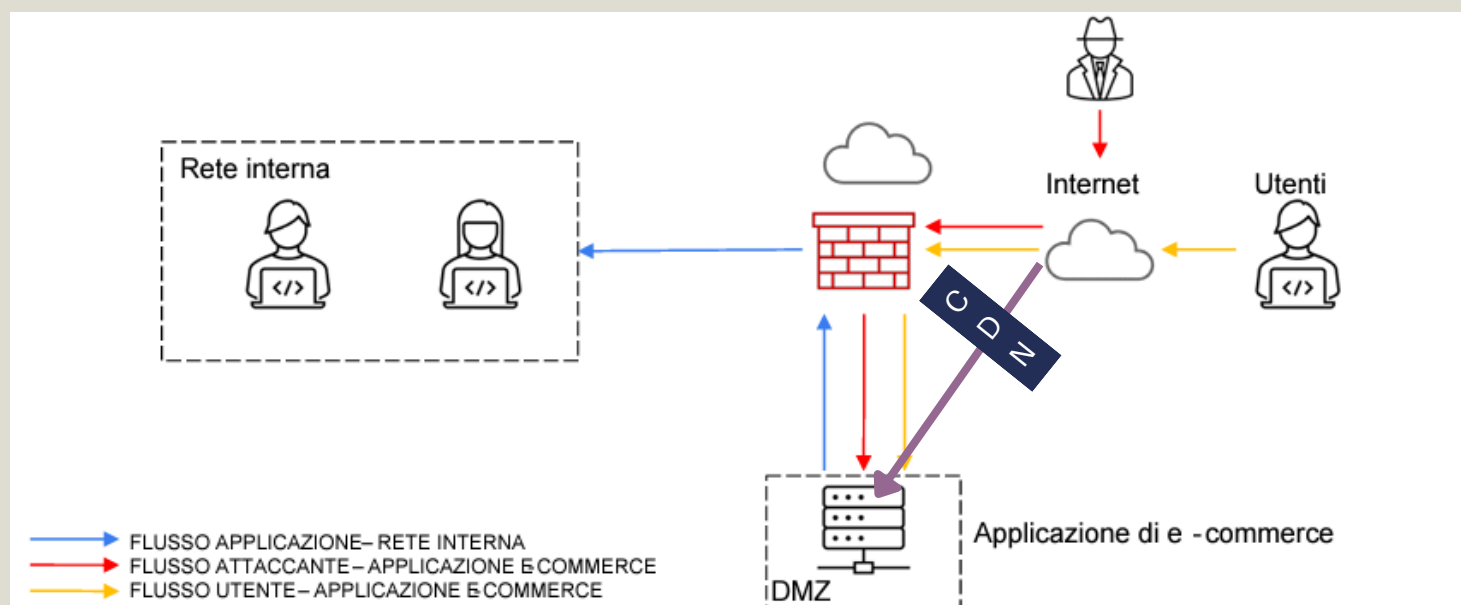 Rete interna
Internet
Utenti
</>
</>
</>
CDN
Applicazione di e -commerce
DMZ
FLUSSO APPLICAZIONE– RETE INTERNA
FLUSSO ATTACCANTE – APPLICAZIONE E-COMMERCE
FLUSSO UTENTE – APPLICAZIONE E-COMMERCE